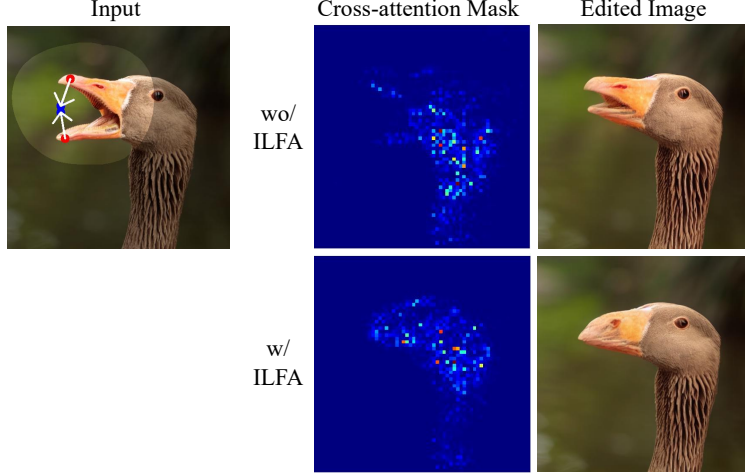 Input
Cross-attention Mask
Edited Image
wo/
ILFA
w/
ILFA